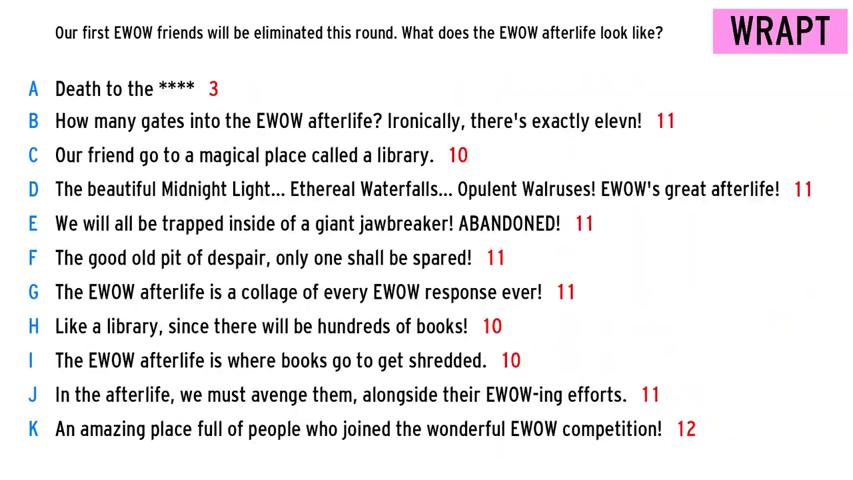 Our first EWOW friends will be eliminated this round. What does the EWOW afterlife look like?
WRAPT
A Death to the **** 3
B How many gates into the EWOW afterlife? Ironically, there's exactly elevn! 11
C Our friend go to a magical place called a library. 10
D The beautiful Midnight Light... Ethereal Waterfalls... Opulent Walruses! EWOW's great afterlife! 11
E We will all be trapped inside of a giant jawbreaker! ABANDONED! 11
F The good old pit of despair, only one shall be spared! 11
G The EWOW afterlife is a collage of every EWOW response ever! 11
H Like a library, since there will be hundreds of books! 10
I The EWOW afterlife is where books go to get shredded. 10
J In the afterlife, we must avenge them, alongside their EWOW-ing efforts. 11
K An amazing place full of people who joined the wonderful EWOW competition! 12